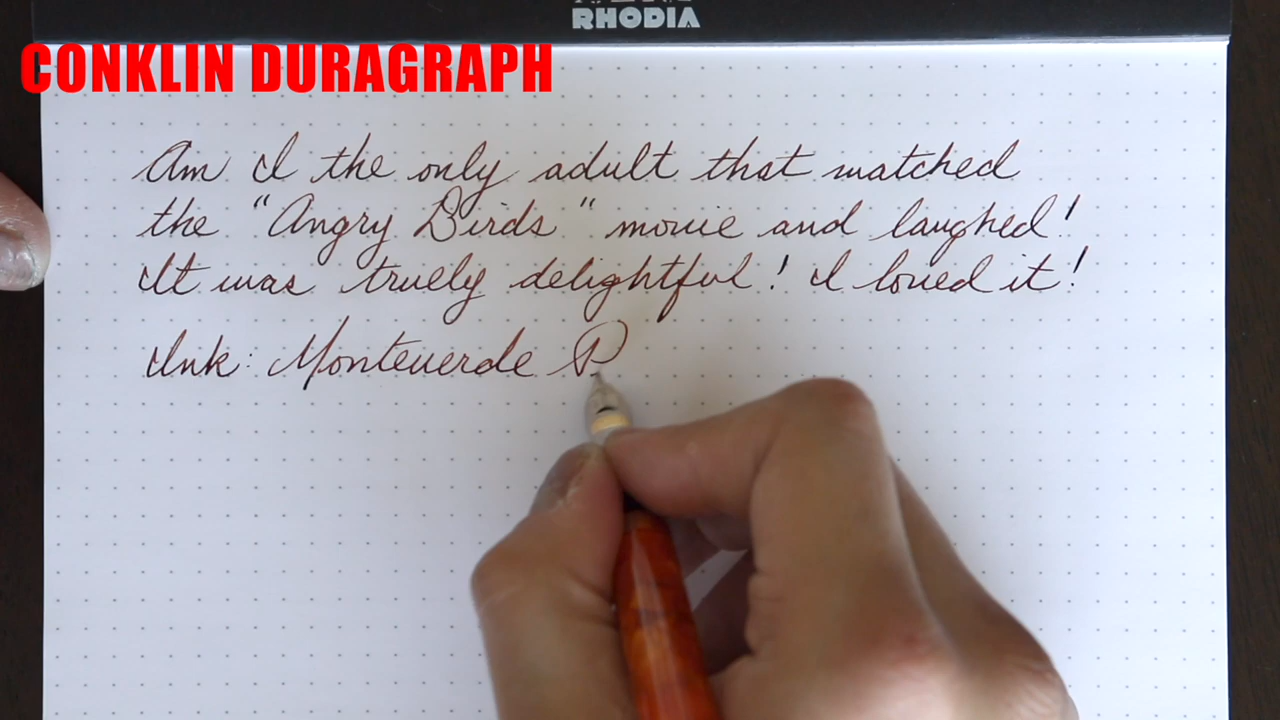 RHODIA
CONKLIN DURAGRAPH
Am I the only adult that watched
the "Angry Birds" movie and laughed!
It was truely delightful! I loved it!
Ink: Monteverde P